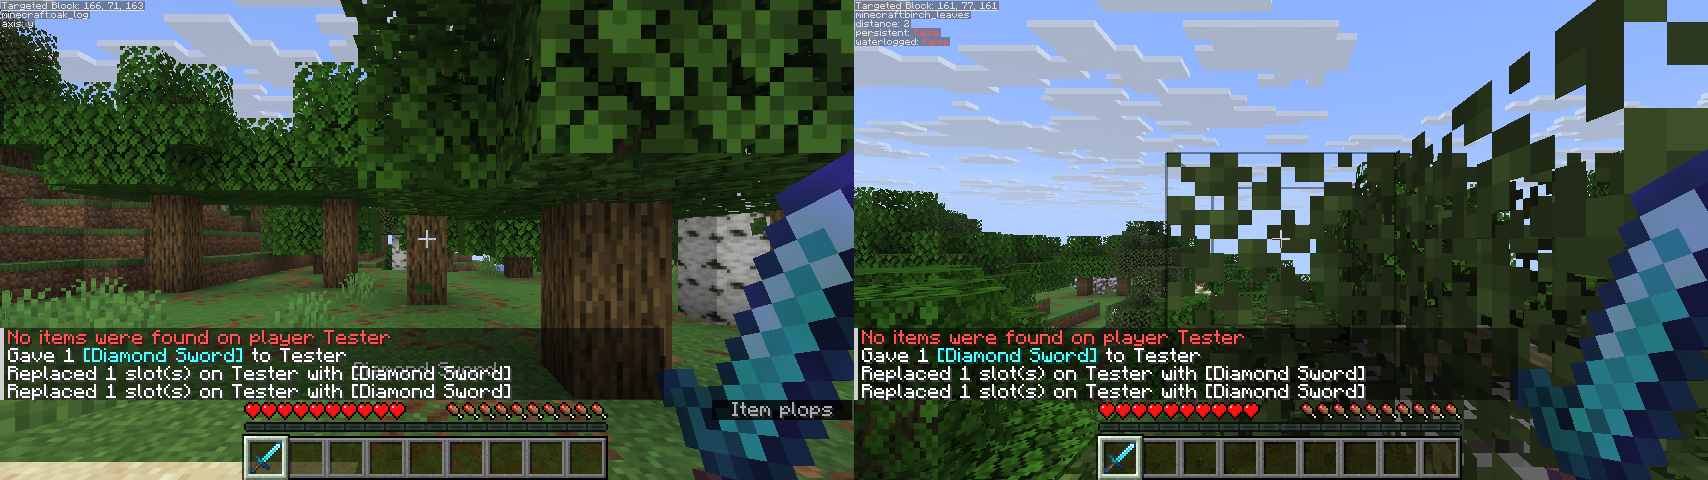 Targeted Block: 166, 71, 163
minecraft:oak_log
axis: y
No items were found on player Tester
Gave 1 [Diamond Sword] to Tester
Replaced 1 slot(s) on Tester with [Diamond Sword]
Replaced 1 slot(s) on Tester with [Diamond Sword]
Diamond Sword
Item plops
Targeted Block: 161, 77, 161
minecraft:birch_leaves
distance: 2
persistent: false
waterlogged: false
No items were found on player Tester
Gave 1 [Diamond Sword] to Tester
Replaced 1 slot(s) on Tester with [Diamond Sword]
Replaced 1 slot(s) on Tester with [Diamond Sword]